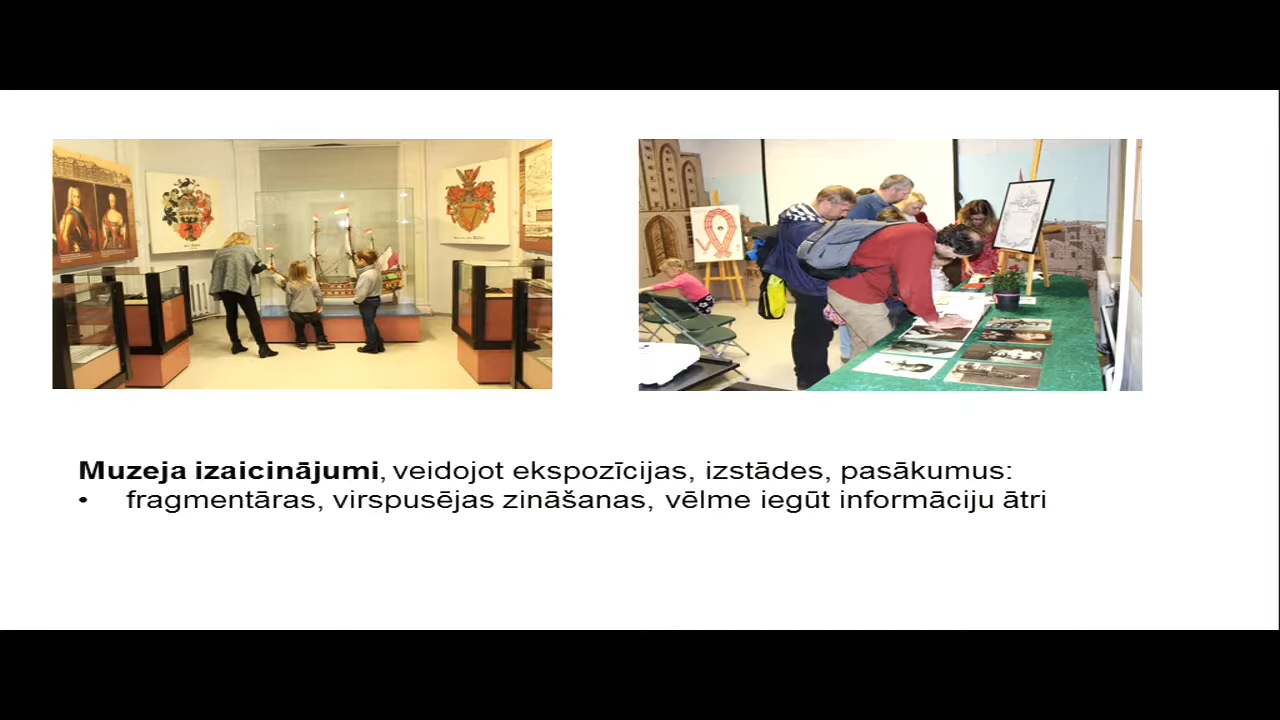 Muzeja izaicinājumi, veidojot ekspozīcijas, izstādes, pasākumus:
• fragmentāras, virspusējas zināšanas, vēlme iegūt informāciju ātri